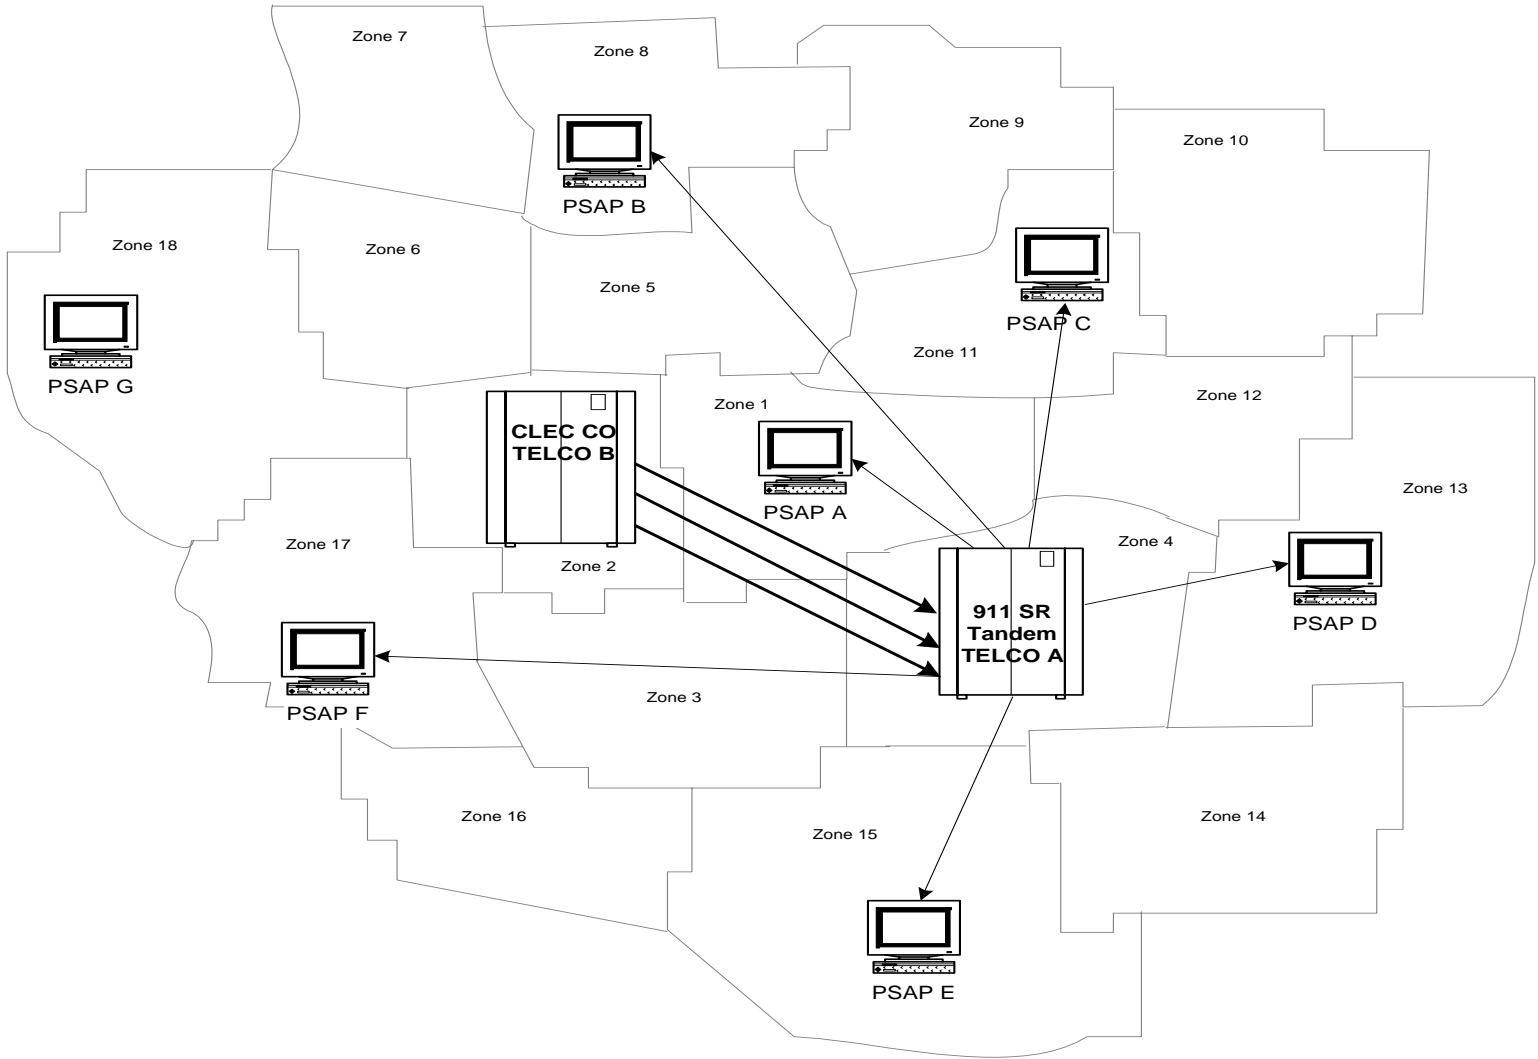 Zone 7
Zone 8
Zone 9
Zone 10
PSAP B
Zone 18
Zone 6
Zone 5
PSAP C
Zone 11
PSAP G
Zone 12
Zone 1
CLEC CO
TELCO B
PSAP A
Zone 13
Zone 17
Zone 2
Zone 4
911 SR
Tandem
TELCO A
PSAP D
Zone 3
PSAP F
Zone 16
Zone 15
Zone 14
PSAP E